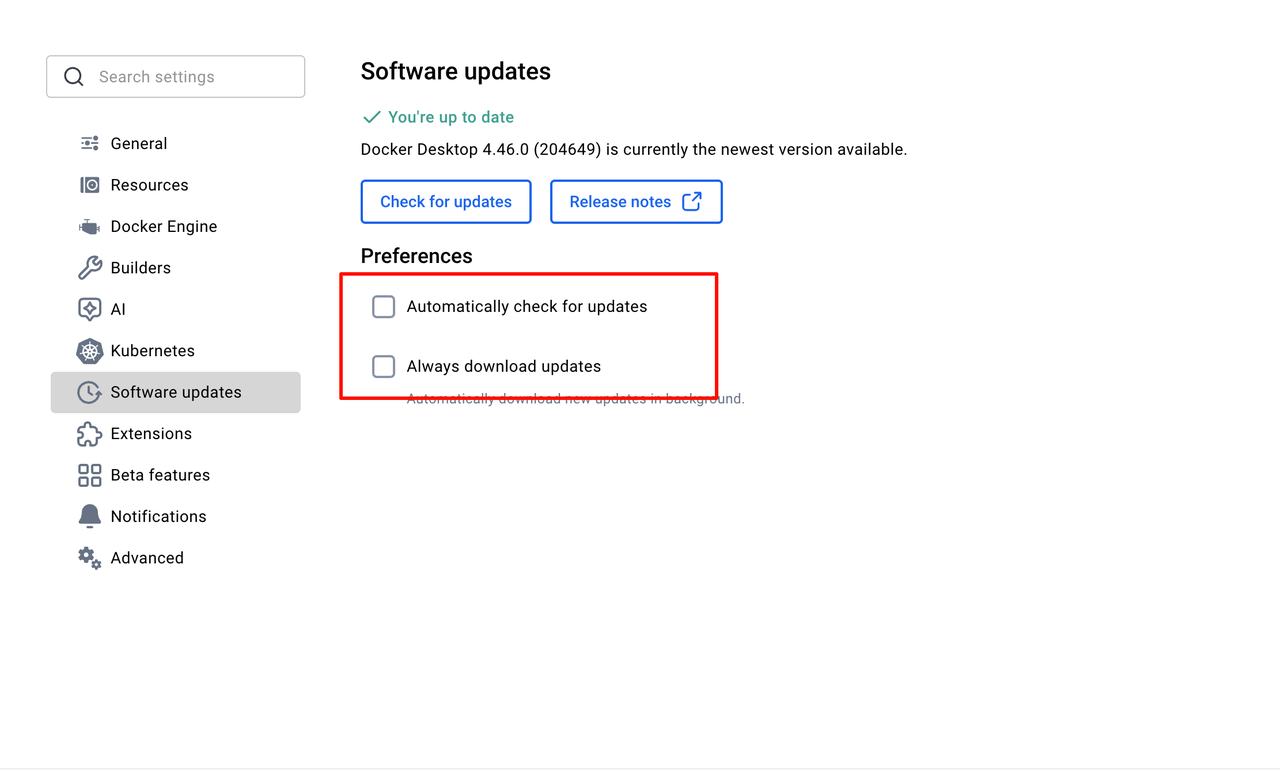 Search settings
General
Resources
Docker Engine
Builders
AI
Kubernetes
Software updates
Extensions
Beta features
Notifications
Advanced
Software updates
You're up to date
Docker Desktop 4.46.0 (204649) is currently the newest version available.
Check for updates
Release notes
Preferences
Automatically check for updates
Always download updates
Automatically download new updates in background.